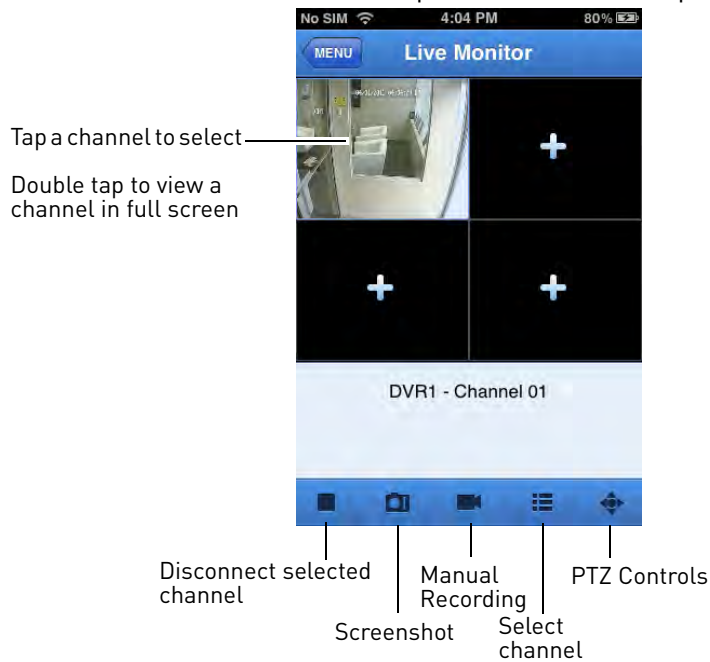 No SIM 4:04 PM 80%
MENU Live Monitor
Tap a channel to select
Double tap to view a
channel in full screen
DVR1 - Channel 01
Disconnect selected
channel
Screenshot
Manual
Recording
Select
channel
PTZ Controls